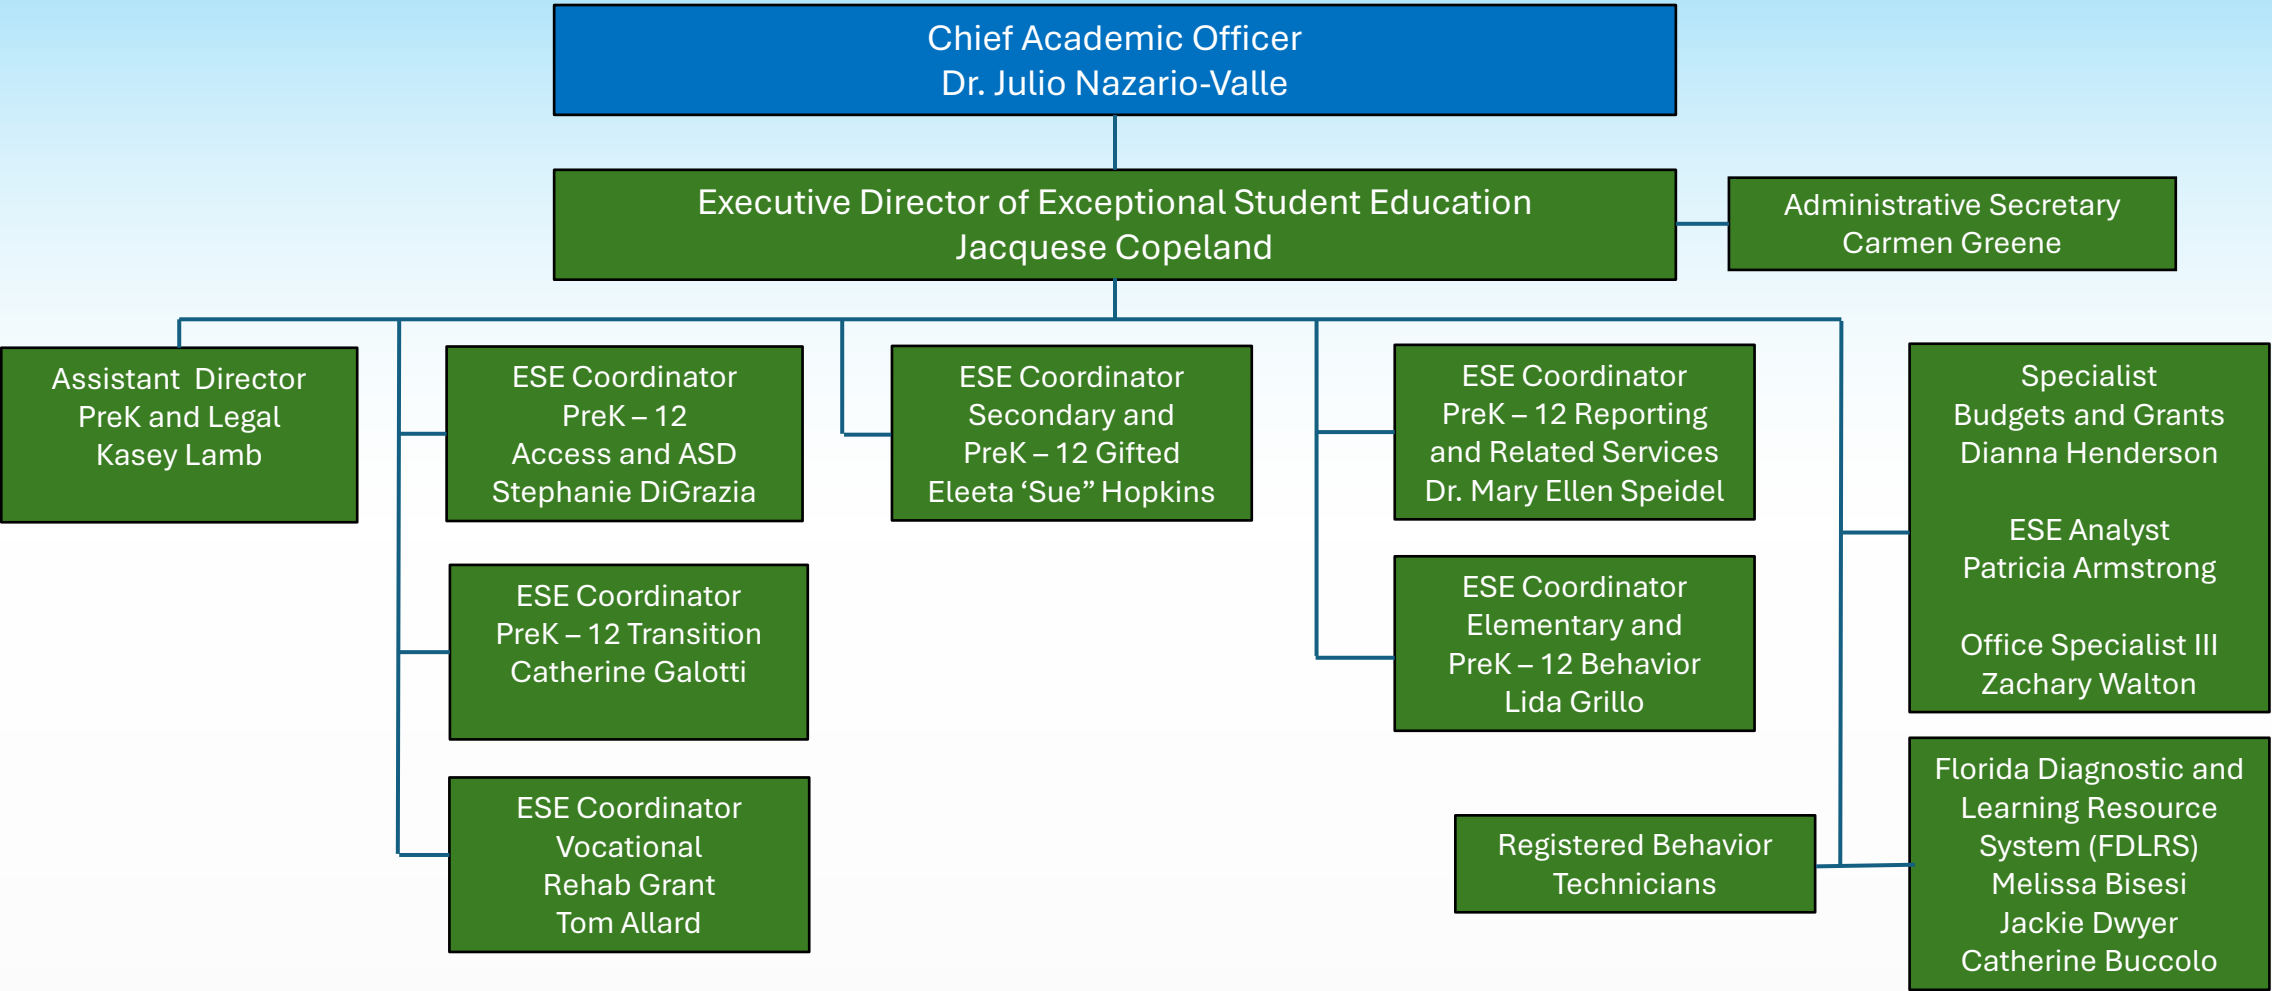 Chief Academic Officer
Dr. Julio Nazario-Valle
Executive Director of Exceptional Student Education
Jacquese Copeland
Administrative Secretary
Carmen Greene
Assistant  Director
PreK and Legal
Kasey Lamb
ESE Coordinator
PreK – 12
Access and ASD
Stephanie DiGrazia
ESE Coordinator
Secondary and
PreK – 12 Gifted
Eleeta ‘Sue” Hopkins
ESE Coordinator
PreK – 12 Reporting
and Related Services
Dr. Mary Ellen Speidel
Specialist
Budgets and Grants
Dianna Henderson
ESE Analyst
Patricia Armstrong
Office Specialist III
Zachary Walton
ESE Coordinator
PreK – 12 Transition
Catherine Galotti
ESE Coordinator
Elementary and
PreK – 12 Behavior
Lida Grillo
ESE Coordinator
Vocational
Rehab Grant
Tom Allard
Registered Behavior
Technicians
Florida Diagnostic and
Learning Resource
System (FDLRS)
Melissa Bisesi
Jackie Dwyer
Catherine Buccolo